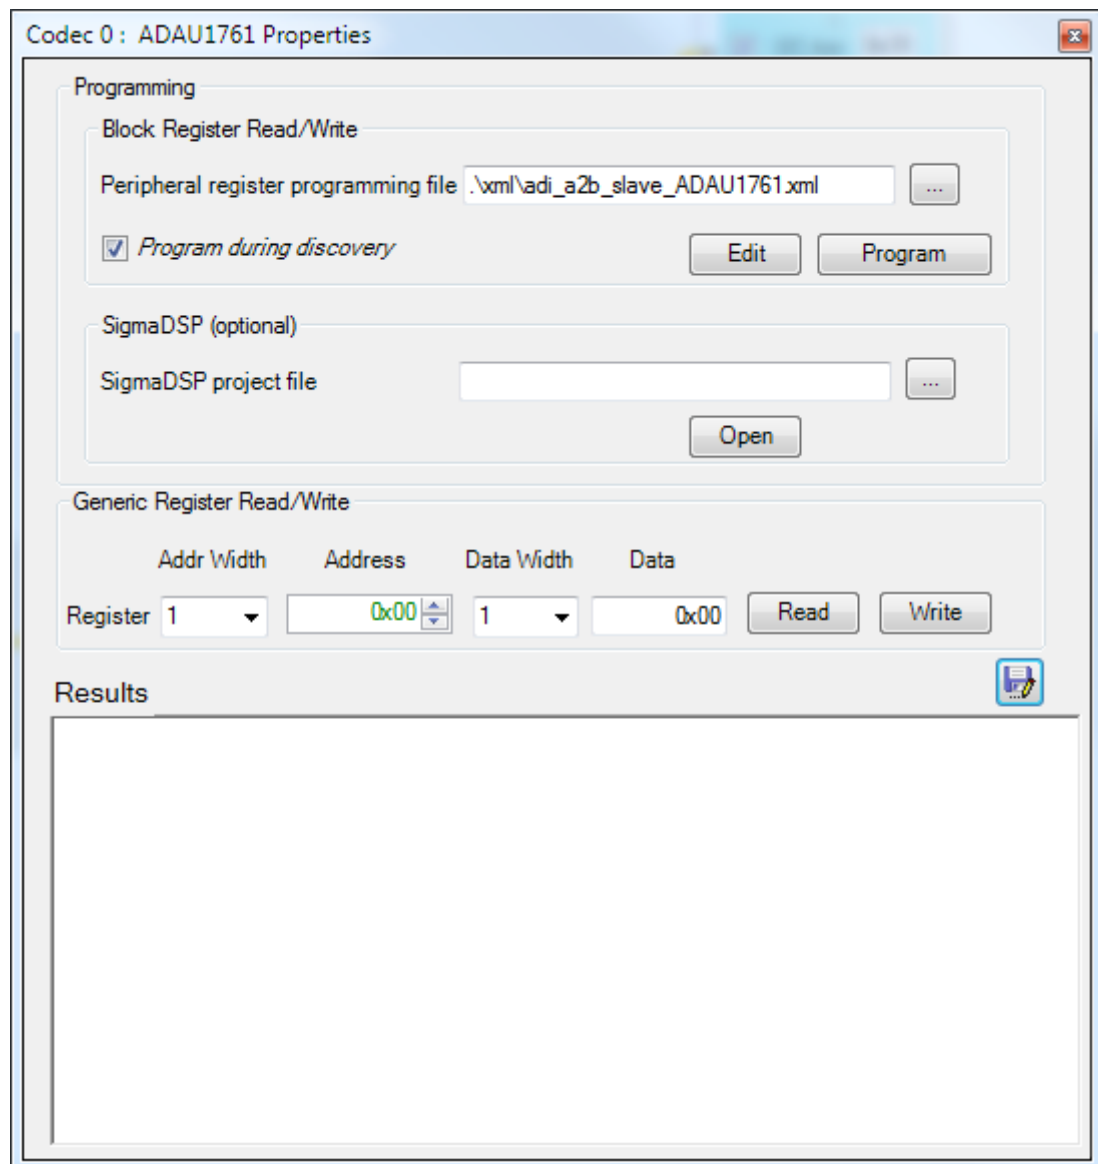 Codec 0 : ADAU1761 Properties
Programming
Block Register Read/Write
Peripheral register programming file .\xml\adi_a2b_slave_ADAU1761.xml ...
Program during discovery Edit Program
SigmaDSP (optional)
SigmaDSP project file ...
Open
Generic Register Read/Write
Addr Width Address Data Width Data
Register 1 0x00 1 0x00 Read Write
Results